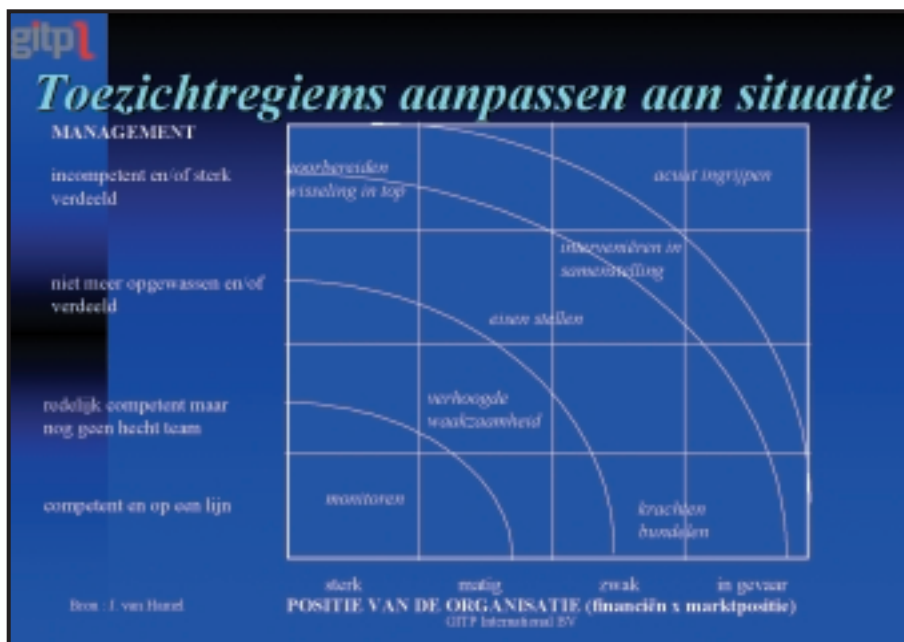 gitp
Toezichtregiems aanpassen aan situatie
MANAGEMENT
incompetent en/of sterk
verdeeld
niet meer opgewassen en/of
verdeeld
redelijk competent maar
nog geen hecht team
competent en op een lijn
voorbereiden
wisseling in top
acuut ingrijpen
interveniëren in
samenstelling
eisen stellen
verhoogde
waakzaamheid
monitoren
krachten
bundelen
sterk matig zwak in gevaar
POSITIE VAN DE ORGANISATIE (financiën x marktpositie)
GITP International BV
Bron : J. van